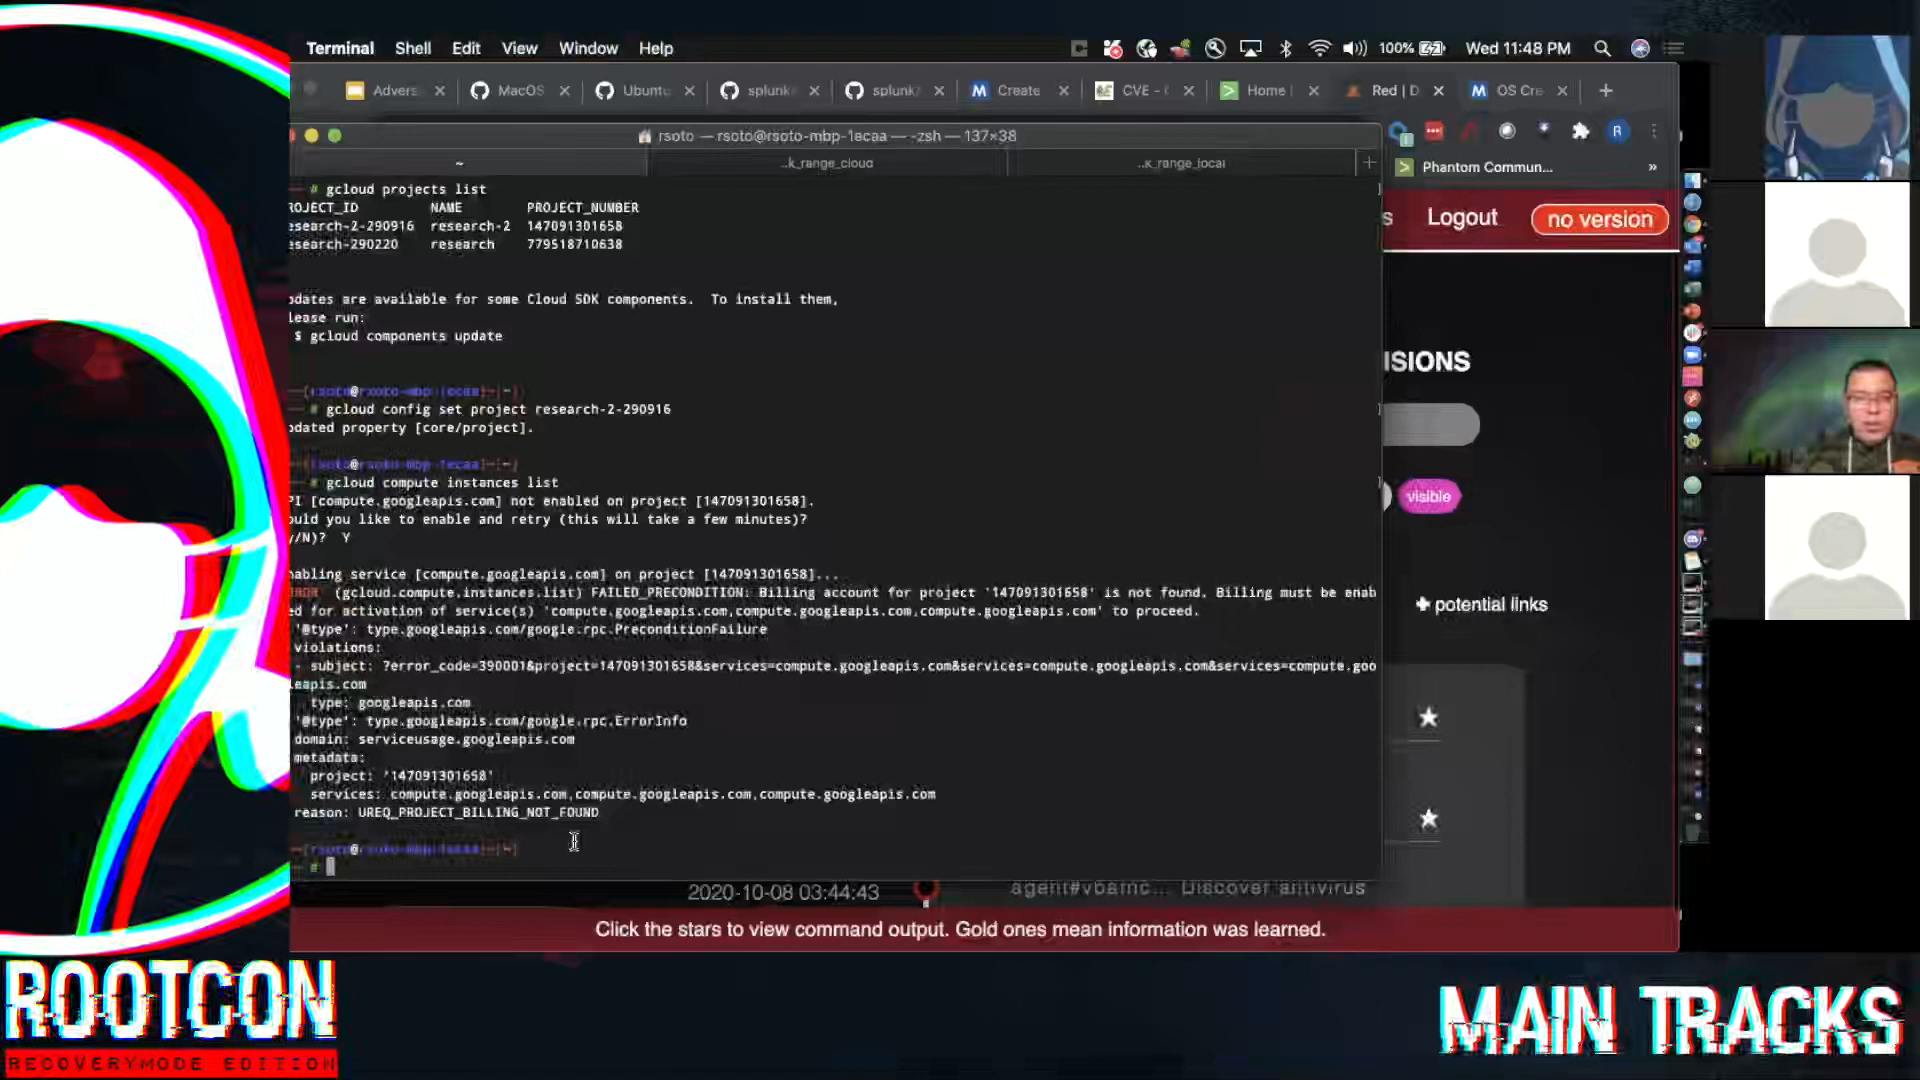 Terminal Shell Edit View Window Help 100% Wed 11:48 PM
Advers MacOS Ubunt splunk splunk Create CVE - Home Red | D OS Cre
rsoto — rsoto@rsoto-mbp-1ecaa — -zsh — 137×38
~ ..k_range_cloud ..k_range_local
Phantom Commun... »
# gcloud projects list
ROJECT_ID NAME PROJECT_NUMBER
esearch-2-290916 research-2 147091301658
esearch-290220 research 779518710638
s Logout no version
pdates are available for some Cloud SDK components. To install them,
lease run:
$ gcloud components update
ISIONS
# gcloud config set project research-2-290916
pdated property [core/project].
# gcloud compute instances list
PI [compute.googleapis.com] not enabled on project [147091301658].
ould you like to enable and retry (this will take a few minutes)?
y/N)? Y
visible
nabling service [compute.googleapis.com] on project [147091301658]...
(gcloud.compute.instances.list) FAILED_PRECONDITION: Billing account for project '147091301658' is not found. Billing must be enab
ed for activation of service(s) 'compute.googleapis.com,compute.googleapis.com,compute.googleapis.com' to proceed.
'@type': type.googleapis.com/google.rpc.PreconditionFailure
violations:
- subject: ?error_code=390001&project=147091301658&services=compute.googleapis.com&services=compute.googleapis.com&services=compute.goo
leapis.com
type: googleapis.com
'@type': type.googleapis.com/google.rpc.ErrorInfo
domain: serviceusage.googleapis.com
metadata:
project: '147091301658'
services: compute.googleapis.com,compute.googleapis.com,compute.googleapis.com
reason: UREQ_PROJECT_BILLING_NOT_FOUND
#
+ potential links
2020-10-08 03:44:43 Discover antivirus
Click the stars to view command output. Gold ones mean information was learned.
ROOTCON
RECOVERYMODE EDITION
MAIN TRACKS